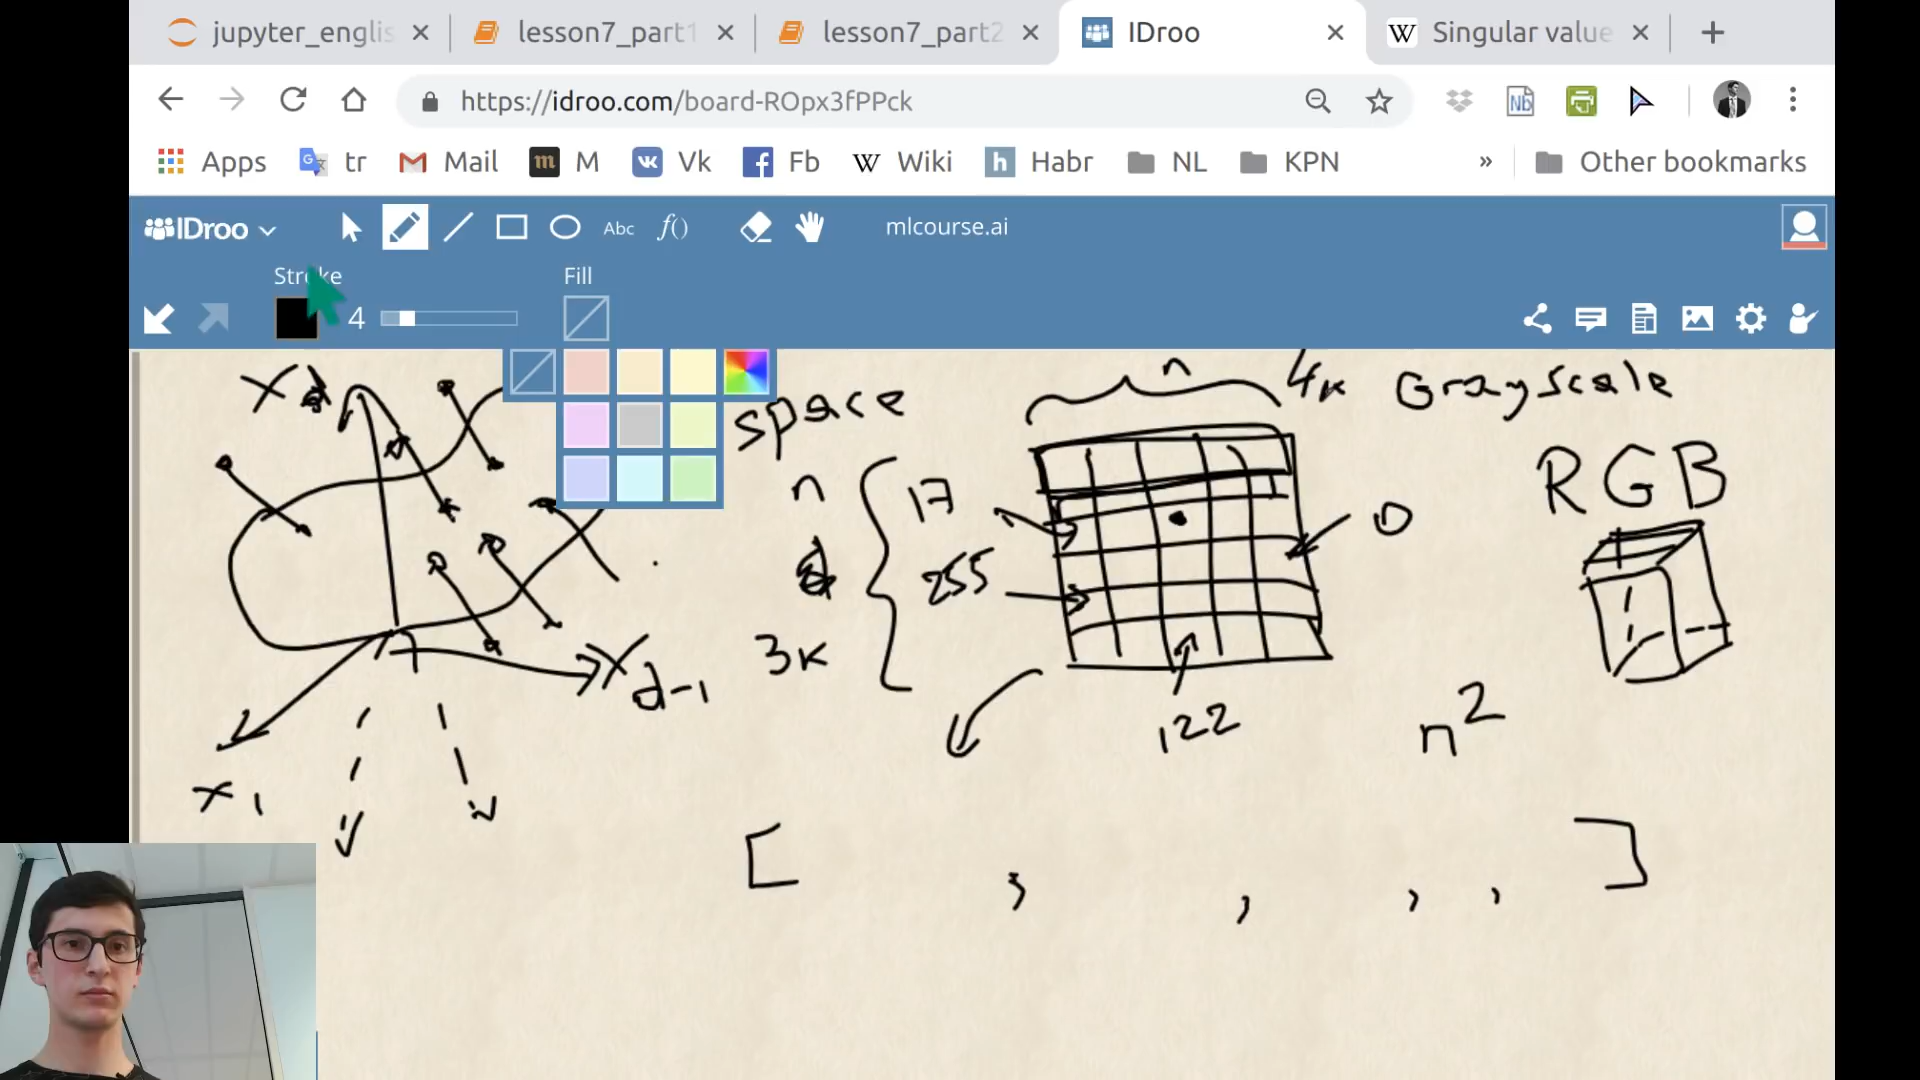 jupyter_englis
lesson7_part1
lesson7_part2
IDroo
Singular value
https://idroo.com/board-ROpx3fPPck
Nb
Apps
tr
Mail
m M
Vk
Fb
W Wiki
h Habr
NL
KPN
»
Other bookmarks
IDroo
Abc
f()
mlcourse.ai
Stroke
Fill
4
x d
space
n
4k Grayscale
RGB
n
17
0
d
255
3k
x d-1
122
n²
x 1
[ , , , , ]